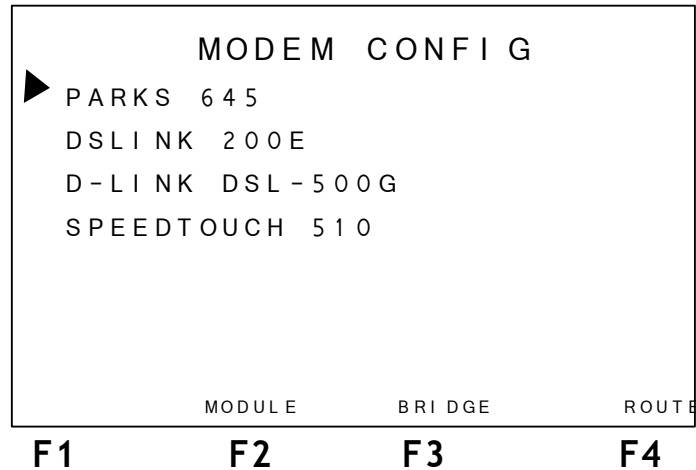 MODEM CONFIG
PARKS 645
DSLINK 200E
D-LINK DSL-500G
SPEEDTOUCH 510
MODULE BRIDGE ROUTE
F1 F2 F3 F4